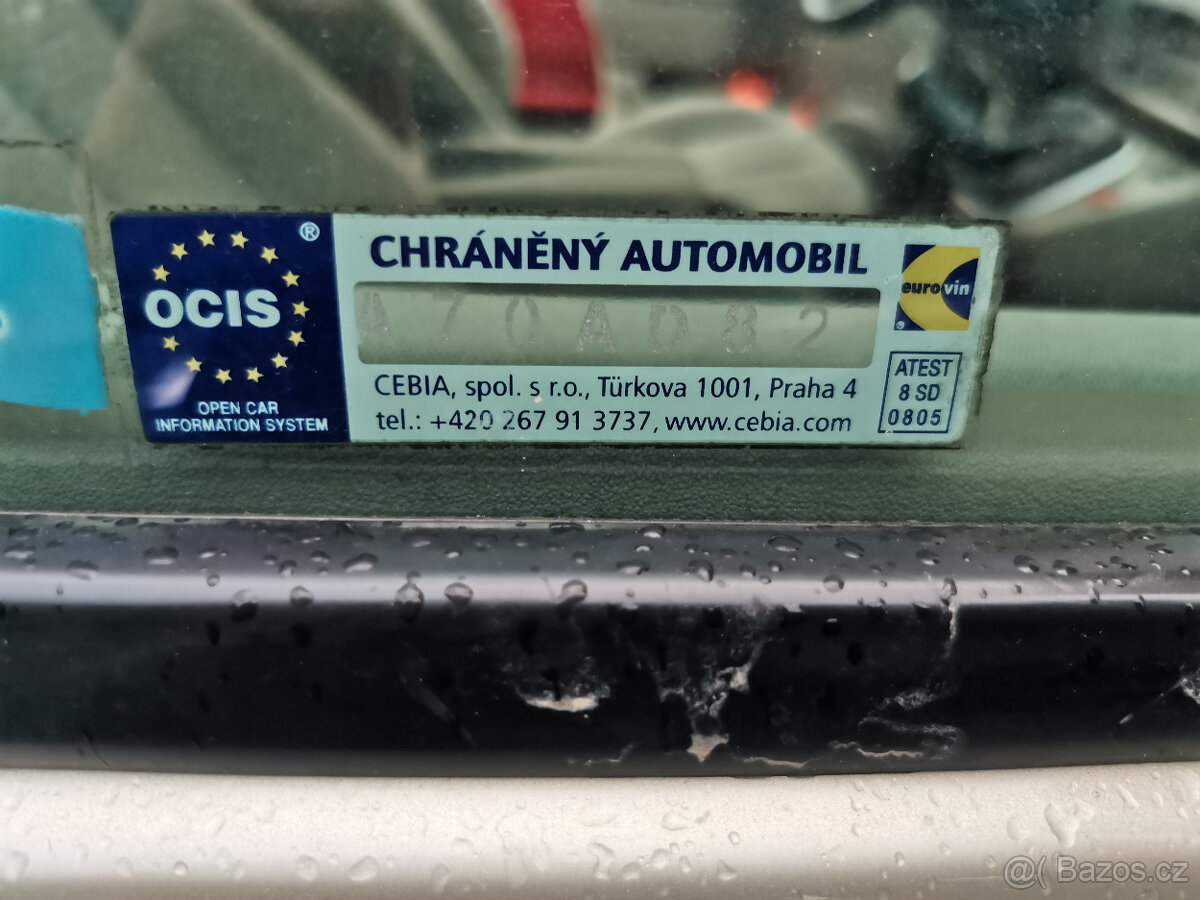 OCIS ®
OPEN CAR
INFORMATION SYSTEM
CHRÁNĚNÝ AUTOMOBIL
470AD82
CEBIA, spol. s r.o., Türkova 1001, Praha 4
tel.: +420 267 91 3737, www.cebia.com
eurovin
®
ATEST
8 SD
0805
@( Bazos.cz